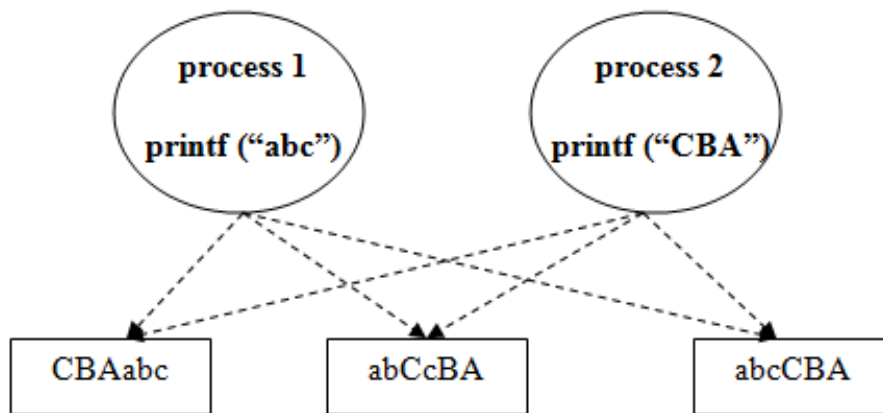 process 1
printf (“abc”)
process 2
printf (“CBA”)
CBAabc
abCcBA
abcCBA